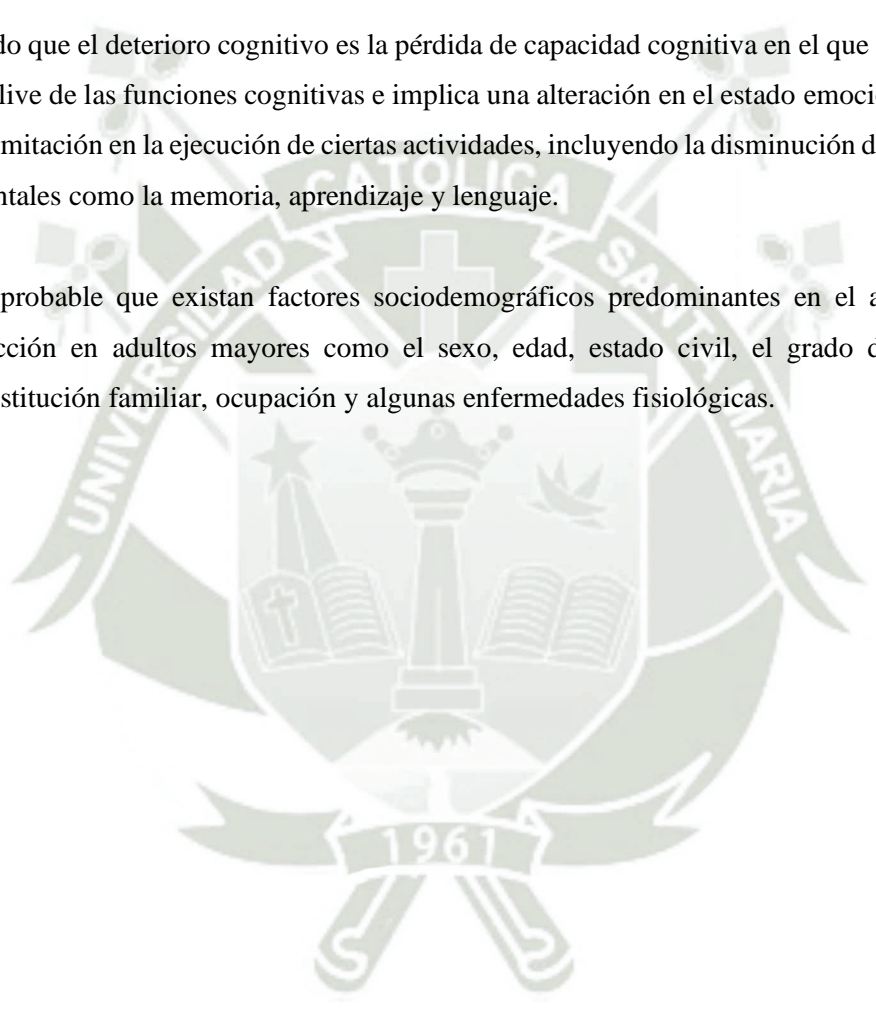 do que el deterioro cognitivo es la pérdida de capacidad cognitiva en el que
live de las funciones cognitivas e implica una alteración en el estado emoci
mitación en la ejecución de ciertas actividades, incluyendo la disminución d
ntales como la memoria, aprendizaje y lenguaje.
probable que existan factores sociodemográficos predominantes en el a
cción en adultos mayores como el sexo, edad, estado civil, el grado d
stitución familiar, ocupación y algunas enfermedades fisiológicas.
UNIVERSIDAD CATOLICA SANTA MARIA
1961